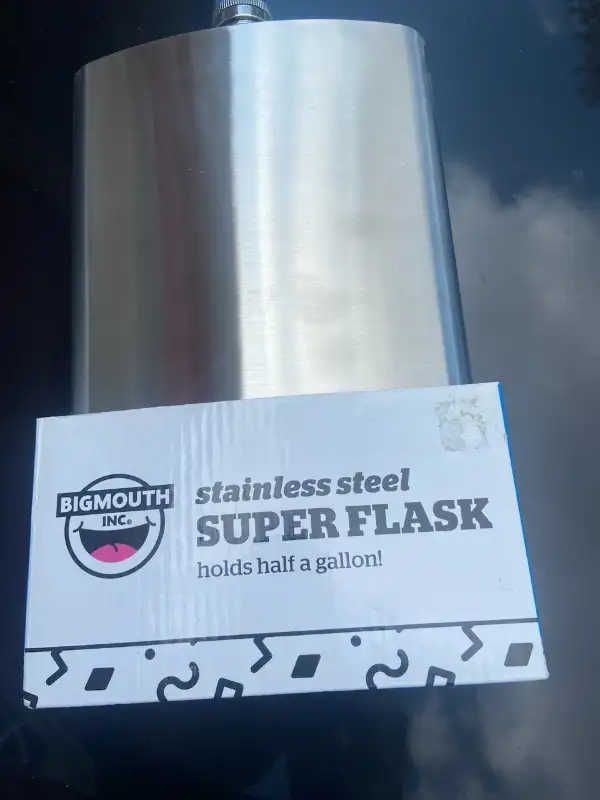 BIGMOUTH
INC®
stainless steel
SUPER FLASK
holds half a gallon!